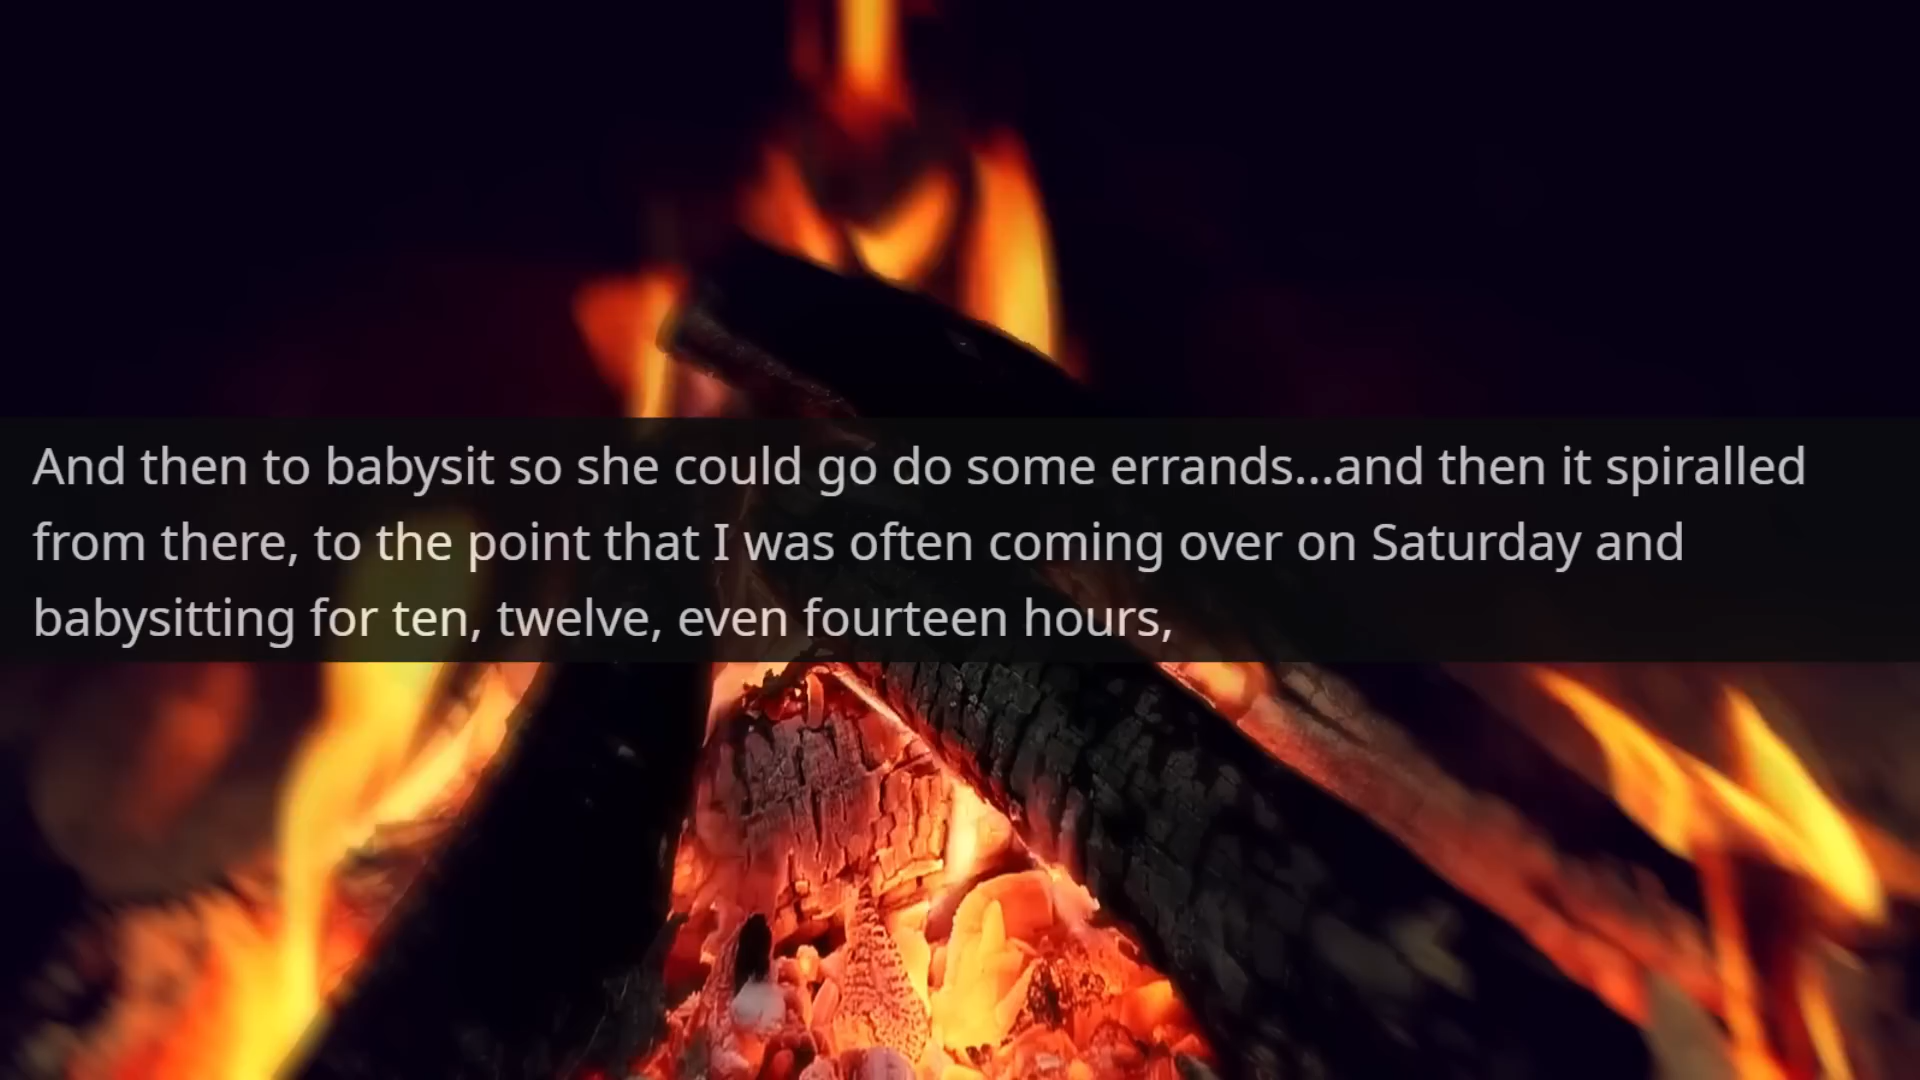 And then to babysit so she could go do some errands...and then it spiralled
from there, to the point that I was often coming over on Saturday and
babysitting for ten, twelve, even fourteen hours,